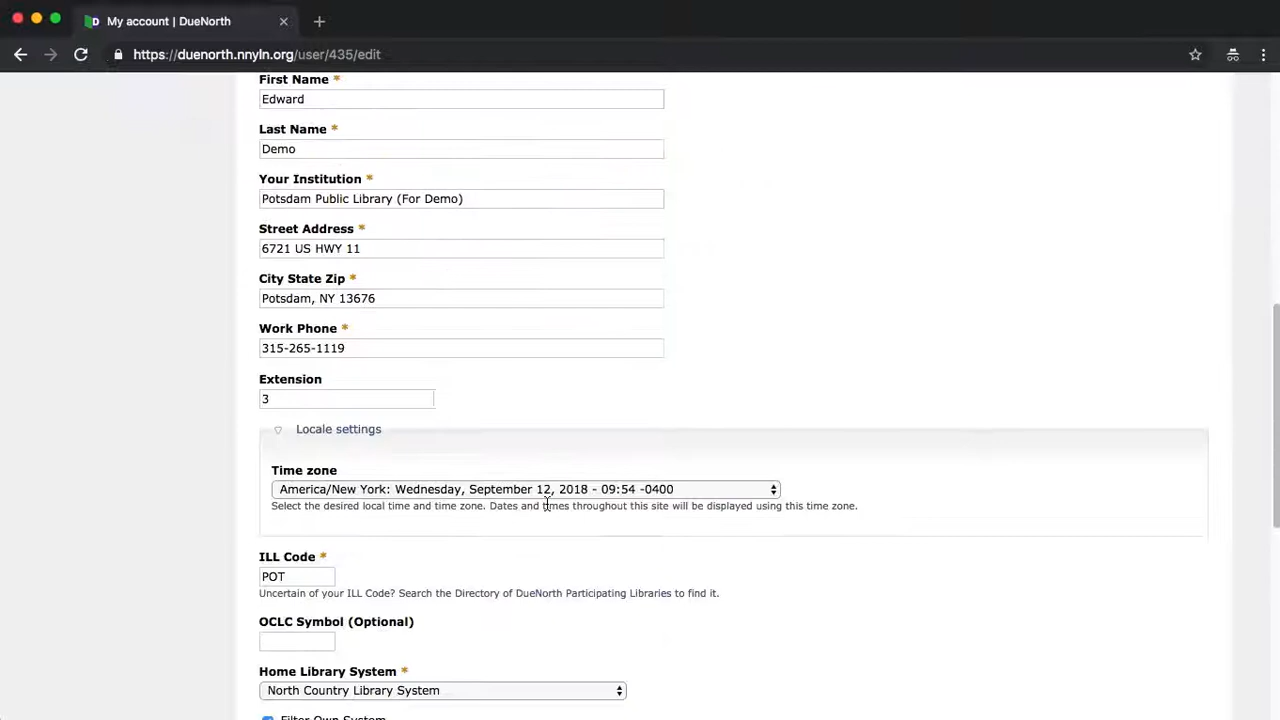 My account | DueNorth
https://duenorth.nnyln.org/user/435/edit
First Name *
Edward
Last Name *
Demo
Your Institution *
Potsdam Public Library (For Demo)
Street Address *
6721 US HWY 11
City State Zip *
Potsdam, NY 13676
Work Phone *
315-265-1119
Extension
3
Locale settings
Time zone
America/New York: Wednesday, September 12, 2018 - 09:54 -0400
Select the desired local time and time zone. Dates and times throughout this site will be displayed using this time zone.
ILL Code *
POT
Uncertain of your ILL Code? Search the Directory of DueNorth Participating Libraries to find it.
OCLC Symbol (Optional)
Home Library System *
North Country Library System
Filter Own System